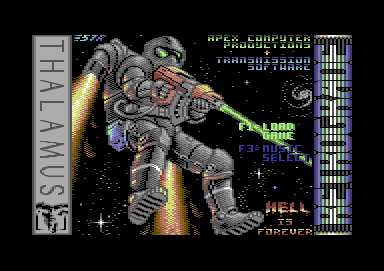 THALAMUS
APEX COMPUTER
PRODUCTIONS
+
TRANSMISSION
SOFTWARE
F1=LOAD
GAME
F3=MUSIC
SELECT
HELL
IS
FOREVER